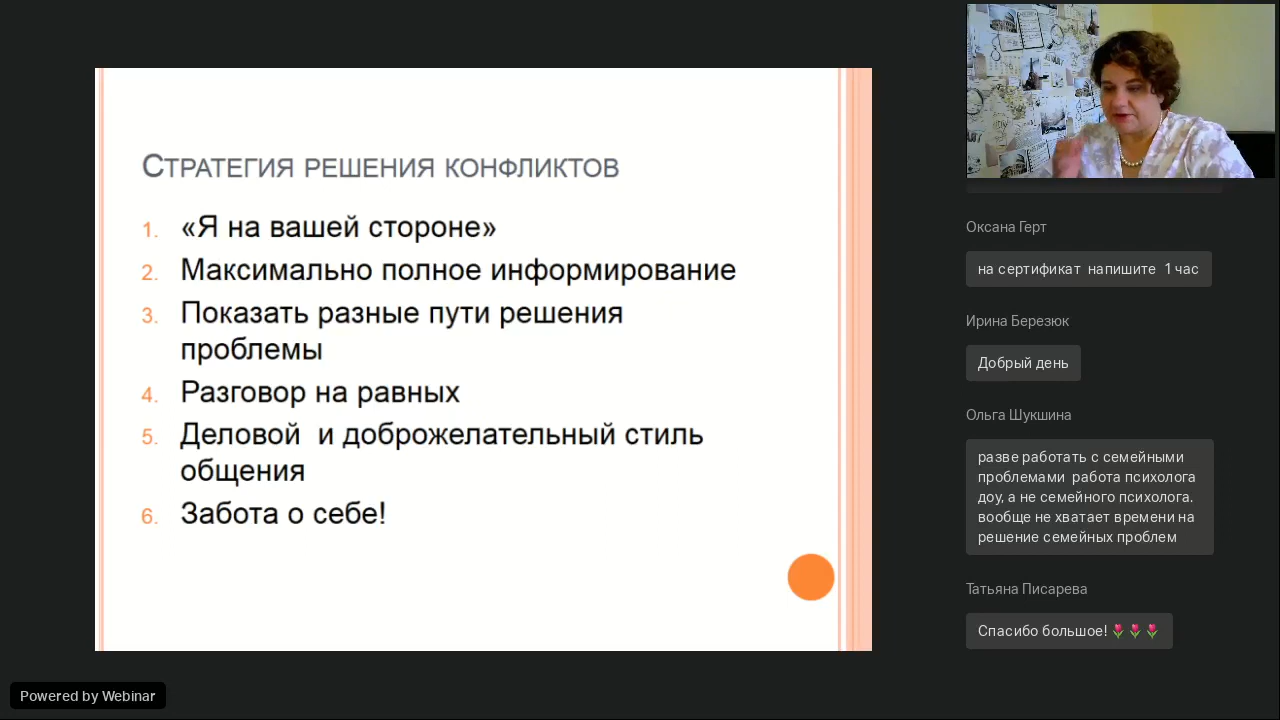 Стратегия решения конфликтов
1. «Я на вашей стороне»
2. Максимально полное информирование
3. Показать разные пути решения
проблемы
4. Разговор на равных
5. Деловой и доброжелательный стиль
общения
6. Забота о себе!
Оксана Герт
на сертификат напишите 1 час
Ирина Березюк
Добрый день
Ольга Шукшина
разве работать с семейными
проблемами работа психолога
доу, а не семейного психолога.
вообще не хватает времени на
решение семейных проблем
Татьяна Писарева
Спасибо большое! 🌷🌷🌷
Powered by Webinar